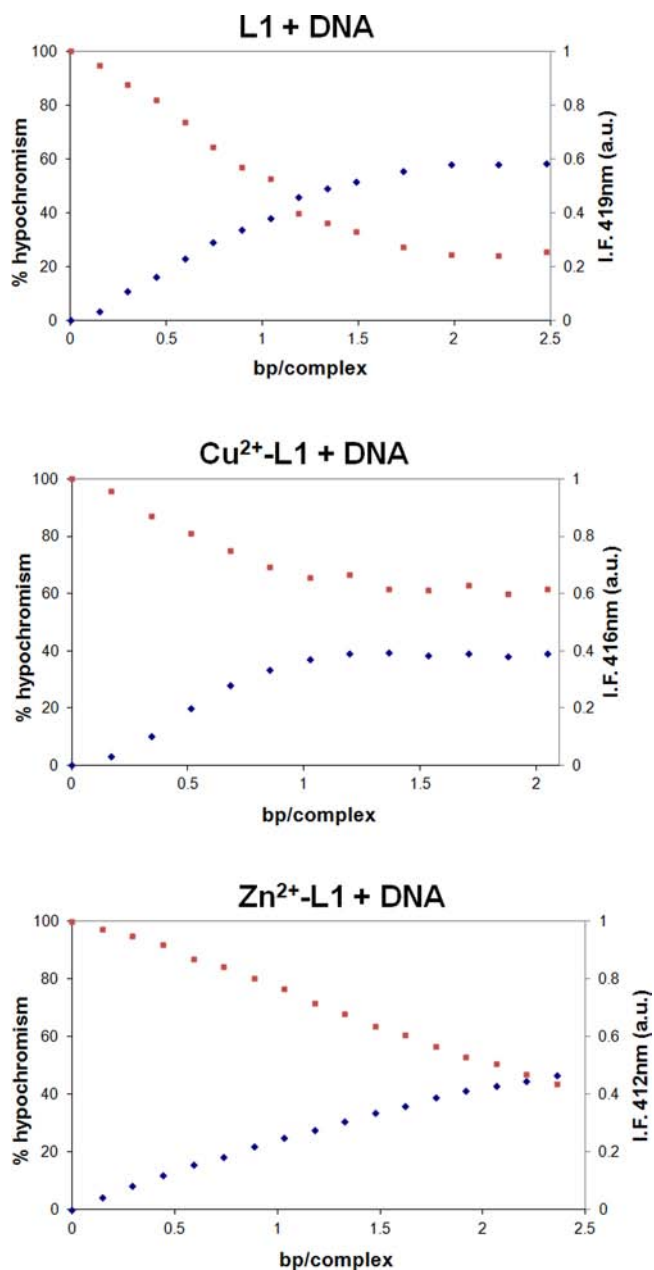 L1 + DNA
100
80
60
40
20
0
% hypochromism
1
0.8
0.6
0.4
0.2
0
I.F. 419nm (a.u.)
0 0.5 1 1.5 2 2.5
bp/complex
Cu²⁺-L1 + DNA
100
80
60
40
20
0
% hypochromism
1
0.8
0.6
0.4
0.2
0
I.F. 416nm (a.u.)
0 0.5 1 1.5 2
bp/complex
Zn²⁺-L1 + DNA
100
80
60
40
20
0
% hypochromism
1
0.8
0.6
0.4
0.2
0
I.F. 412nm (a.u.)
0 0.5 1 1.5 2 2.5
bp/complex